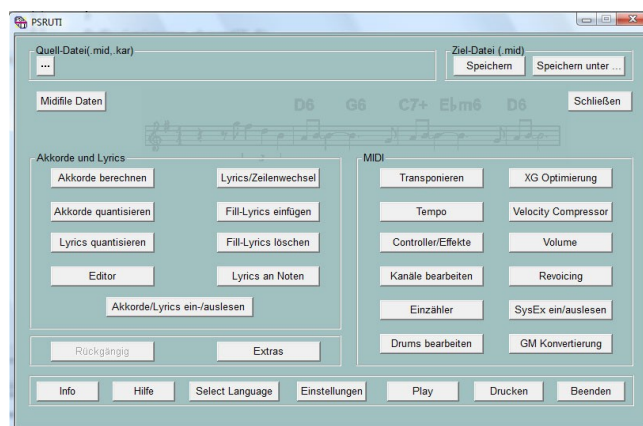 PSRUTI
Quell-Datei(.mid,.kar)
Ziel-Datei (.mid)
...
Speichern
Speichern unter ...
Midifile Daten
Schließen
D6 G6 C7+ E♭m6 D6
Akkorde und Lyrics
MIDI
Akkorde berechnen
Lyrics/Zeilenwechsel
Transponieren
XG Optimierung
Akkorde quantisieren
Fill-Lyrics einfügen
Tempo
Velocity Compressor
Lyrics quantisieren
Fill-Lyrics löschen
Controller/Effekte
Volume
Editor
Lyrics an Noten
Kanäle bearbeiten
Revoicing
Akkorde/Lyrics ein-/auslesen
Einzähler
SysEx ein/auslesen
Rückgängig
Extras
Drums bearbeiten
GM Konvertierung
Info
Hilfe
Select Language
Einstellungen
Play
Drucken
Beenden